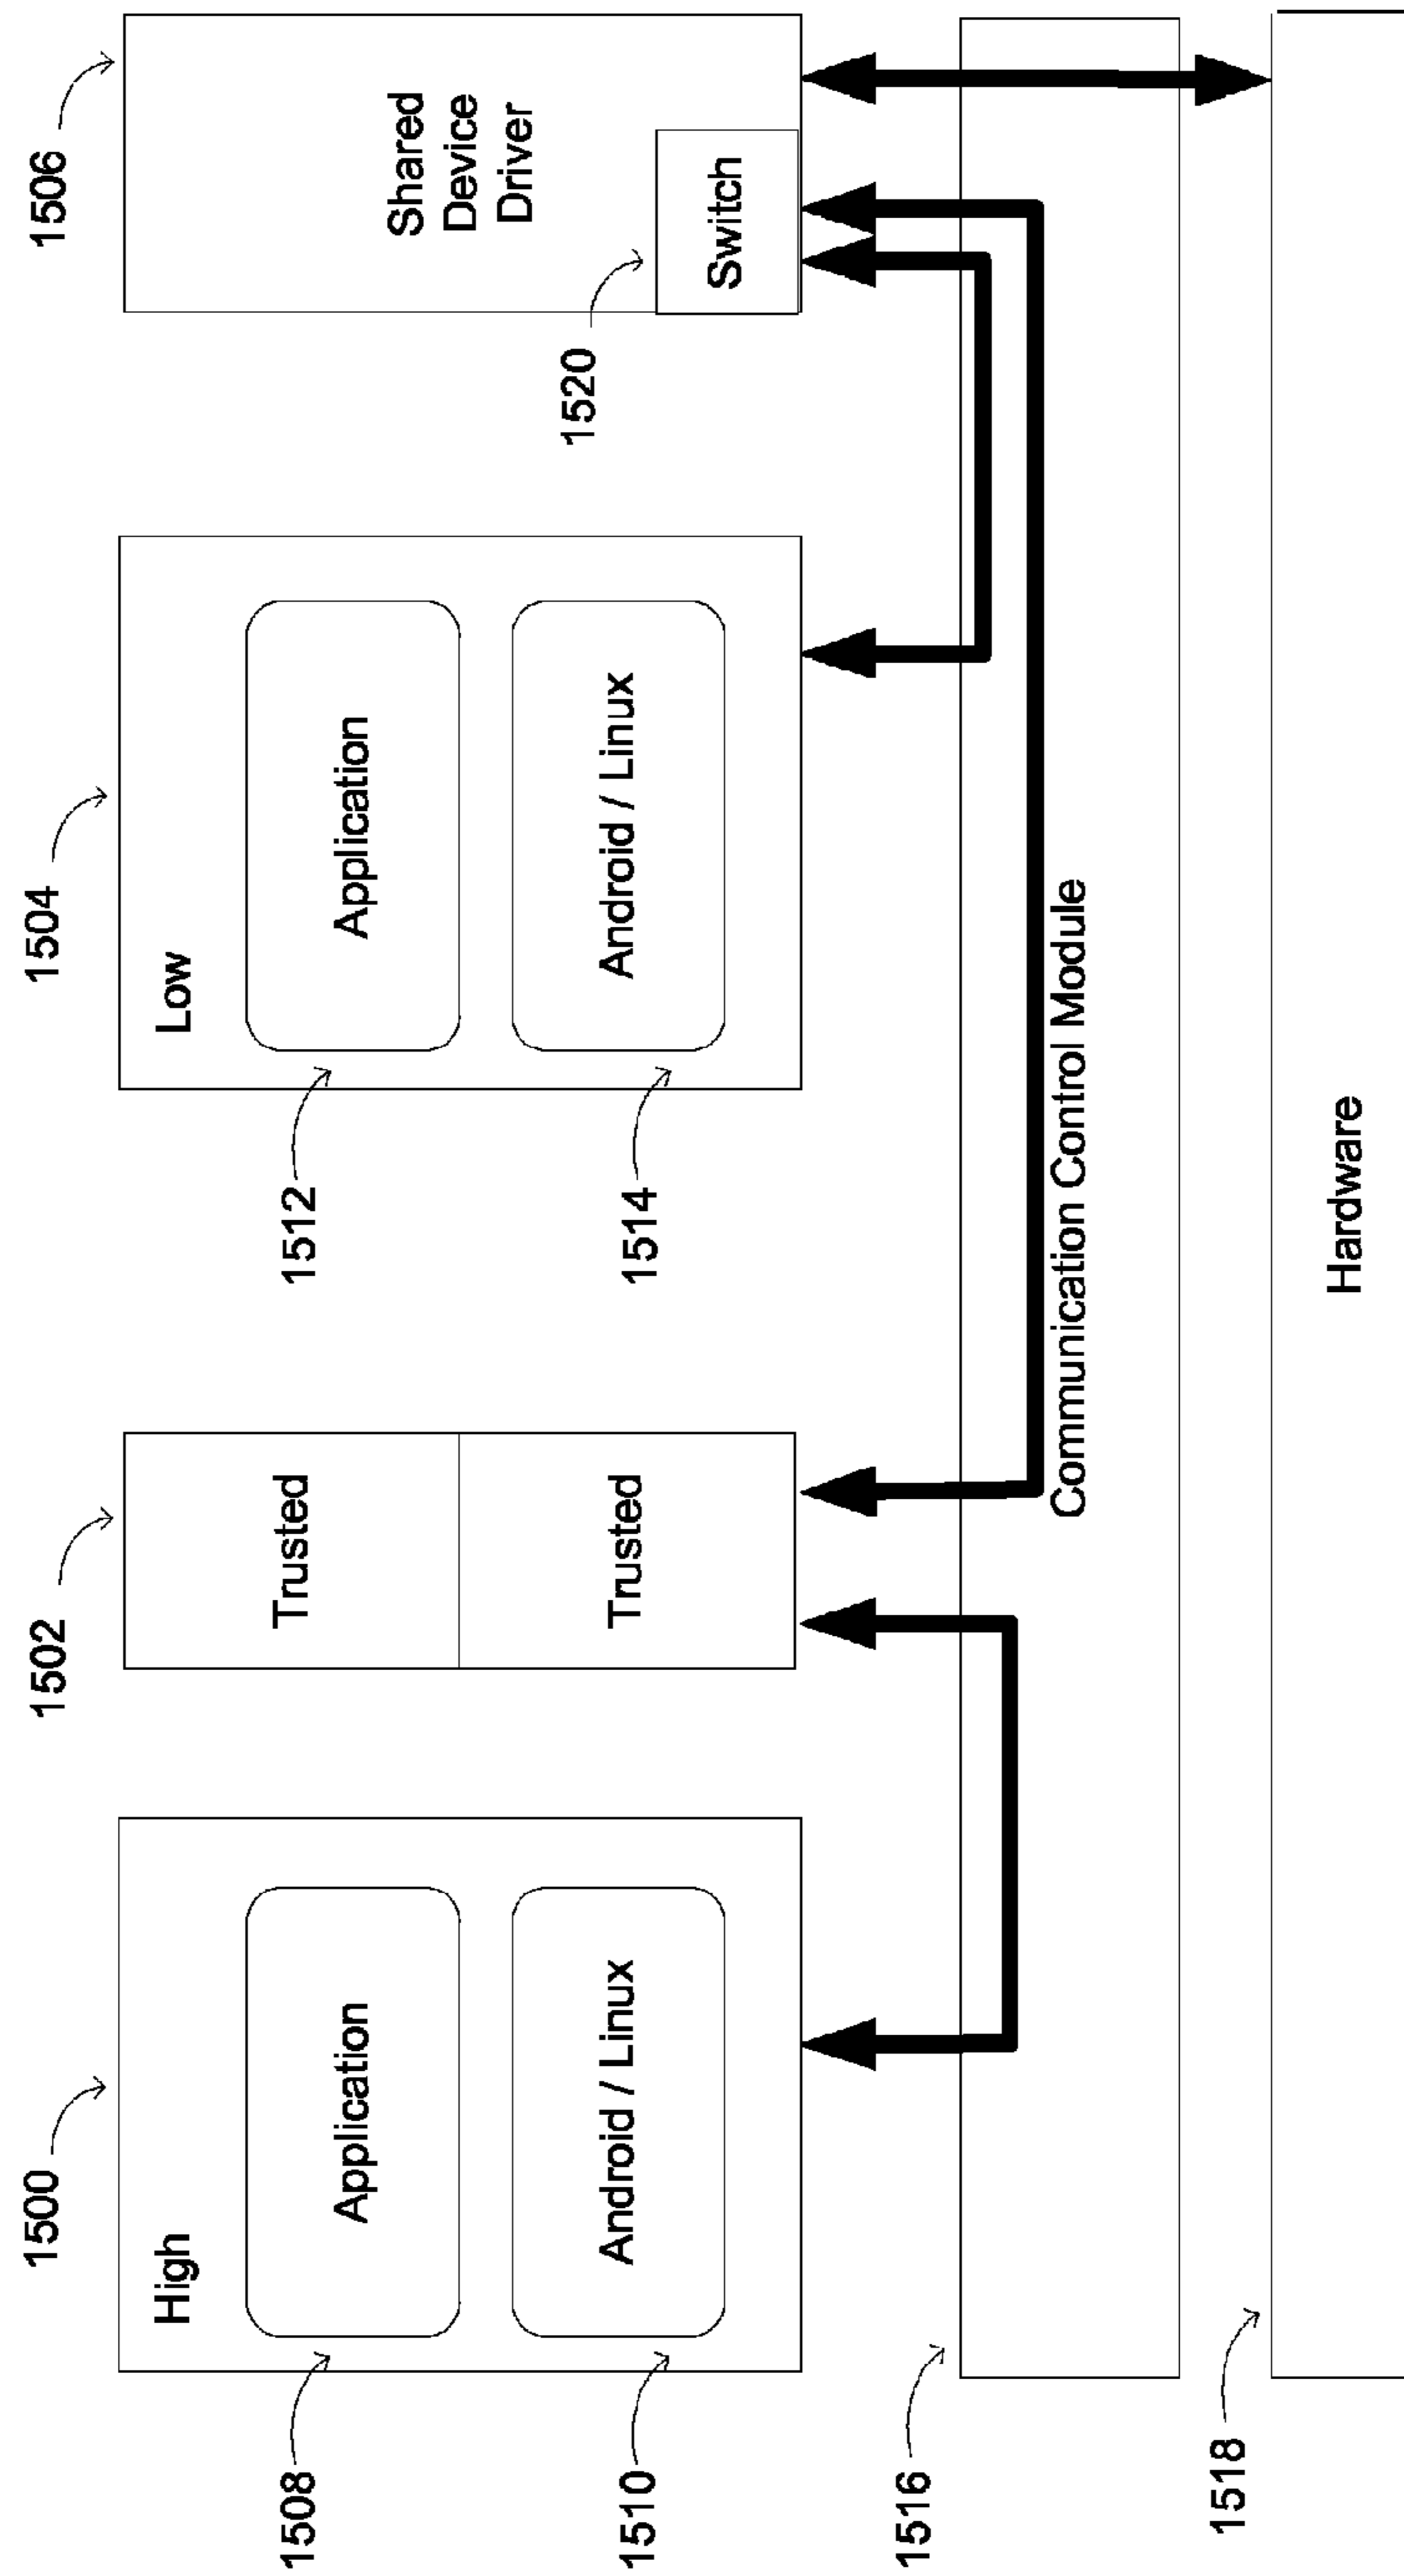 1500
1502
1504
1506
High
Application
Android / Linux
1508
1510
Trusted
Trusted
Low
Application
Android / Linux
1512
1514
Shared
Device
Driver
Switch
1520
1516
Communication Control Module
1518
Hardware